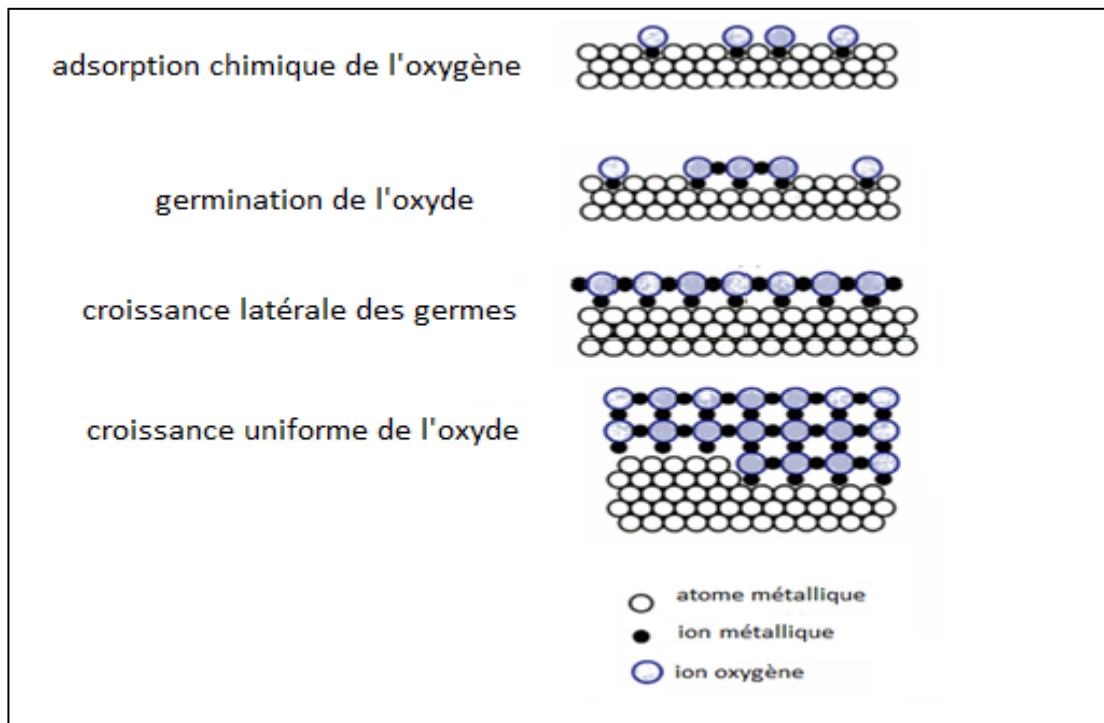 adsorption chimique de l'oxygène
germination de l'oxyde
croissance latérale des germes
croissance uniforme de l'oxyde
atome métallique
ion métallique
ion oxygène